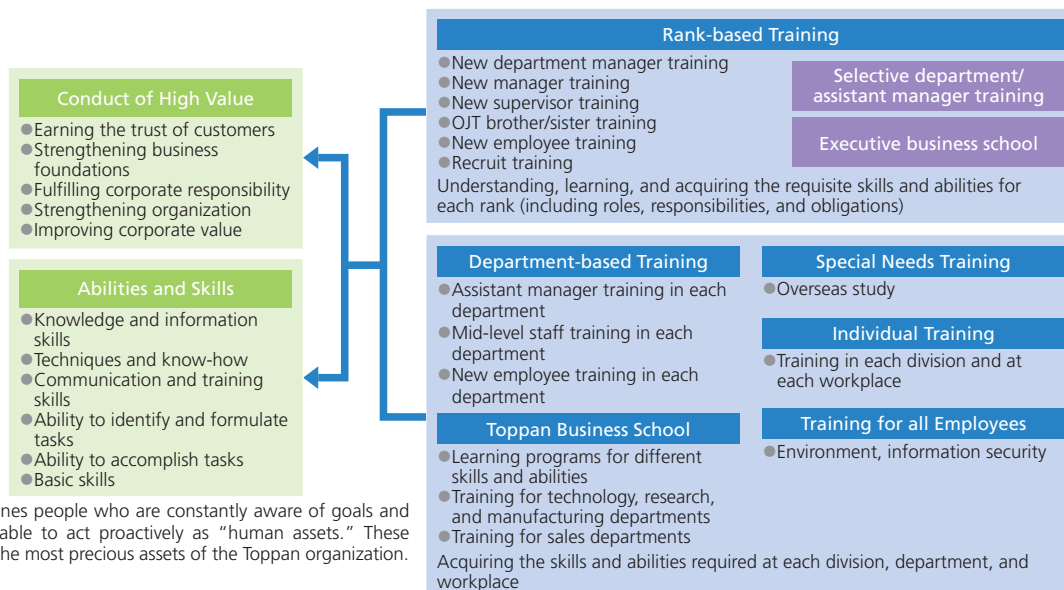 Conduct of High Value
●Earning the trust of customers
●Strengthening business
foundations
●Fulfilling corporate responsibility
●Strengthening organization
●Improving corporate value
Abilities and Skills
●Knowledge and information
skills
●Techniques and know-how
●Communication and training
skills
●Ability to identify and formulate
tasks
●Ability to accomplish tasks
●Basic skills
people who are constantly aware of goals and
able to act proactively as “human assets.” These
the most precious assets of the Toppan organization.
Rank-based Training
●New department manager training
●New manager training
●New supervisor training
●OJT brother/sister training
●New employee training
●Recruit training
Selective department/
assistant manager training
Executive business school
Understanding, learning, and acquiring the requisite skills and abilities for
each rank (including roles, responsibilities, and obligations)
Department-based Training
●Assistant manager training in each
department
●Mid-level staff training in each
department
●New employee training in each
department
Toppan Business School
●Learning programs for different
skills and abilities
●Training for technology, research,
and manufacturing departments
●Training for sales departments
Special Needs Training
●Overseas study
Individual Training
●Training in each division and at
each workplace
Training for all Employees
●Environment, information security
Acquiring the skills and abilities required at each division, department, and
workplace